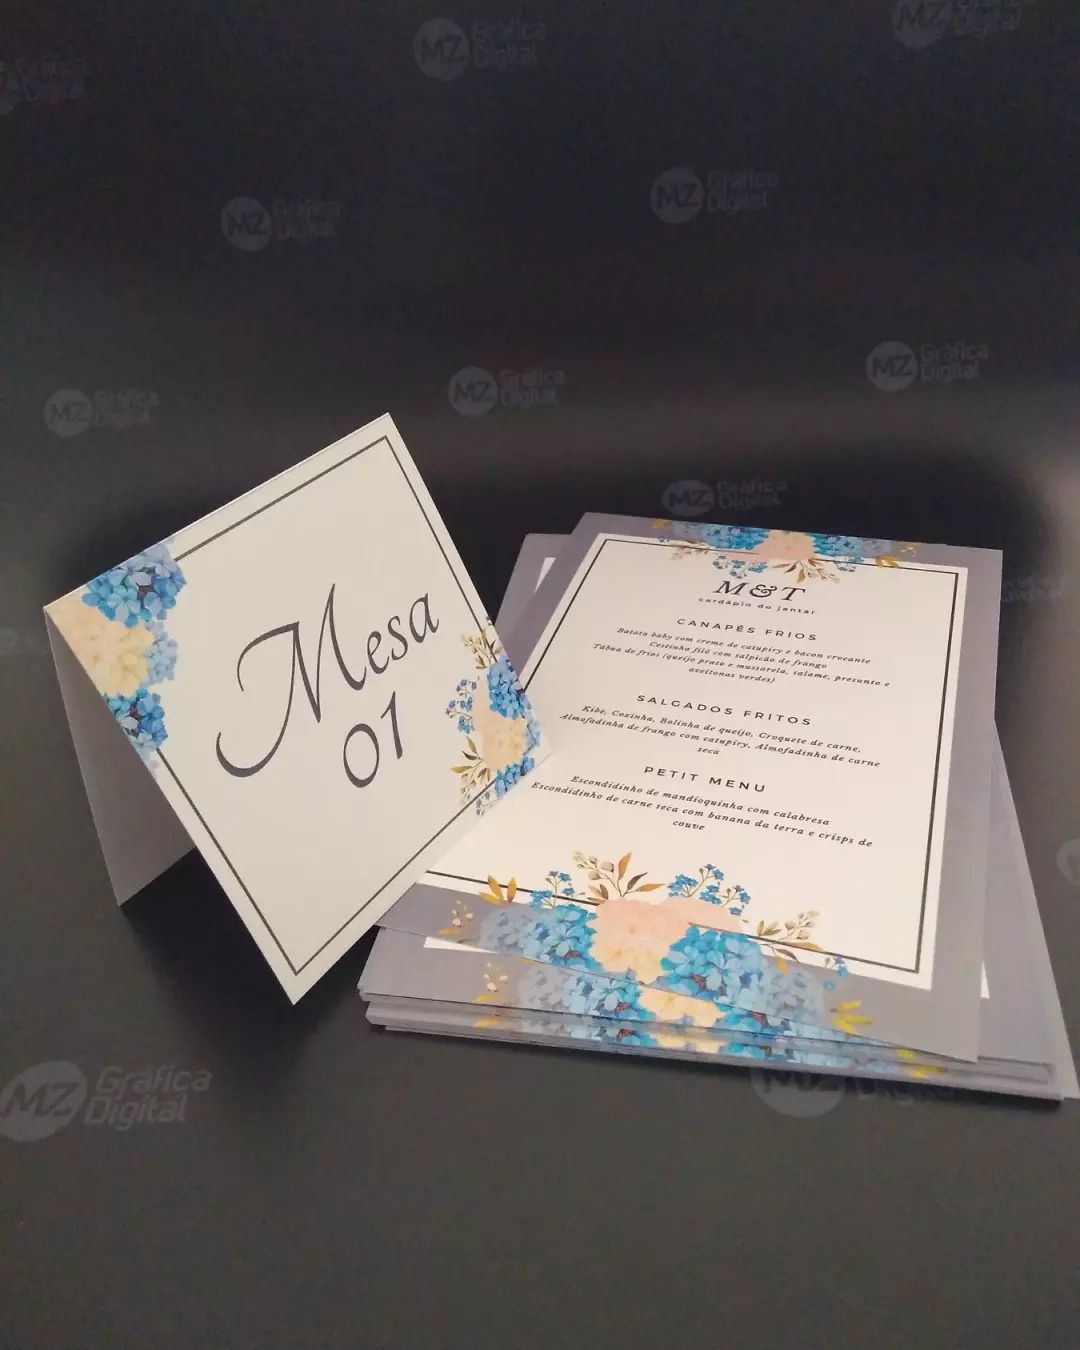 Mesa
01
M&T
cardápio do jantar
CANAPÉS FRIOS
Batata baby com creme de catupiry e bacon crocante
Cestinha filó com salpicão de frango
Tábua de frios (queijo prato e mussarela, salame, presunto e
azeitonas verdes)
SALGADOS FRITOS
Kibe, Coxinha, Bolinha de queijo, Croquete de carne,
Almofadinha de frango com catupiry, Almofadinha de carne
seca
PETIT MENU
Escondidinho de mandioquinha com calabresa
Escondidinho de carne seca com banana da terra e crisps de
couve
MZ Gráfica
Digital